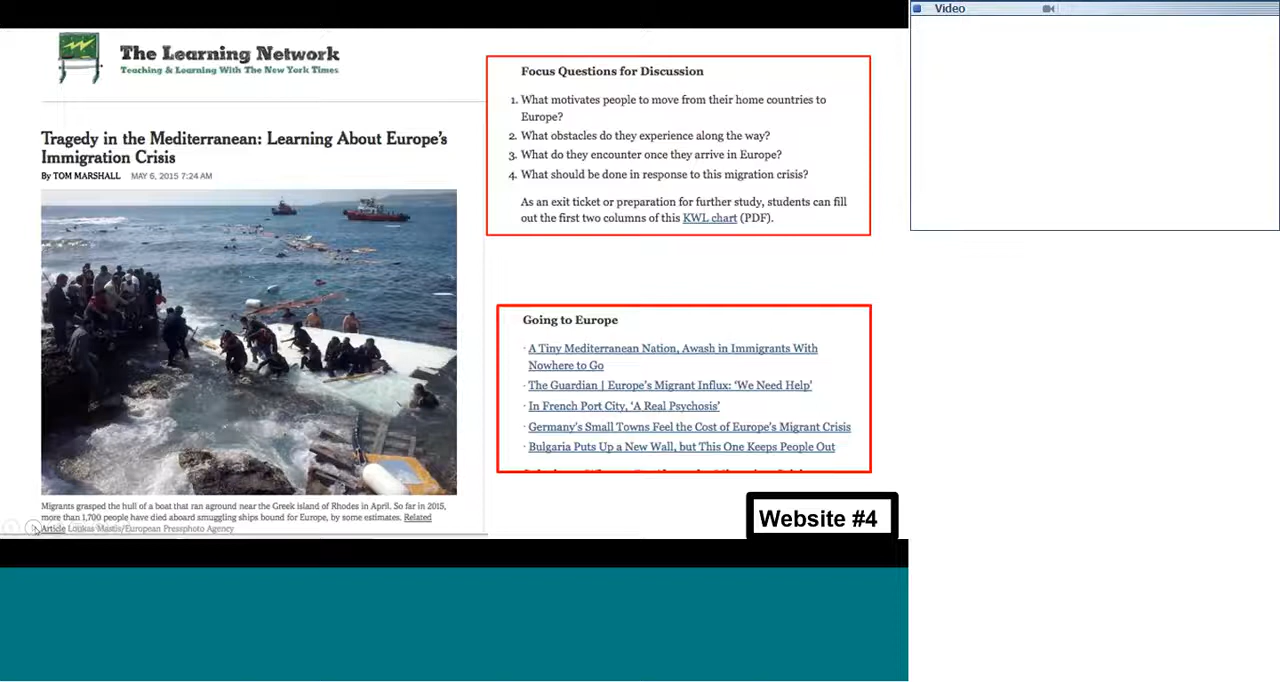 Video
The Learning Network
Teaching & Learning With The New York Times
Tragedy in the Mediterranean: Learning About Europe's
Immigration Crisis
By TOM MARSHALL MAY 6, 2015 7:24 AM
Migrants grasped the hull of a boat that ran aground near the Greek island of Rhodes in April. So far in 2015,
more than 1,700 people have died aboard smuggling ships bound for Europe, by some estimates. Related
Article Loukas Mastis/European Pressphoto Agency
Focus Questions for Discussion
1. What motivates people to move from their home countries to
Europe?
2. What obstacles do they experience along the way?
3. What do they encounter once they arrive in Europe?
4. What should be done in response to this migration crisis?
As an exit ticket or preparation for further study, students can fill
out the first two columns of this KWL chart (PDF).
Going to Europe
· A Tiny Mediterranean Nation, Awash in Immigrants With
Nowhere to Go
· The Guardian | Europe's Migrant Influx: 'We Need Help'
· In French Port City, 'A Real Psychosis'
· Germany's Small Towns Feel the Cost of Europe's Migrant Crisis
· Bulgaria Puts Up a New Wall, but This One Keeps People Out
Website #4